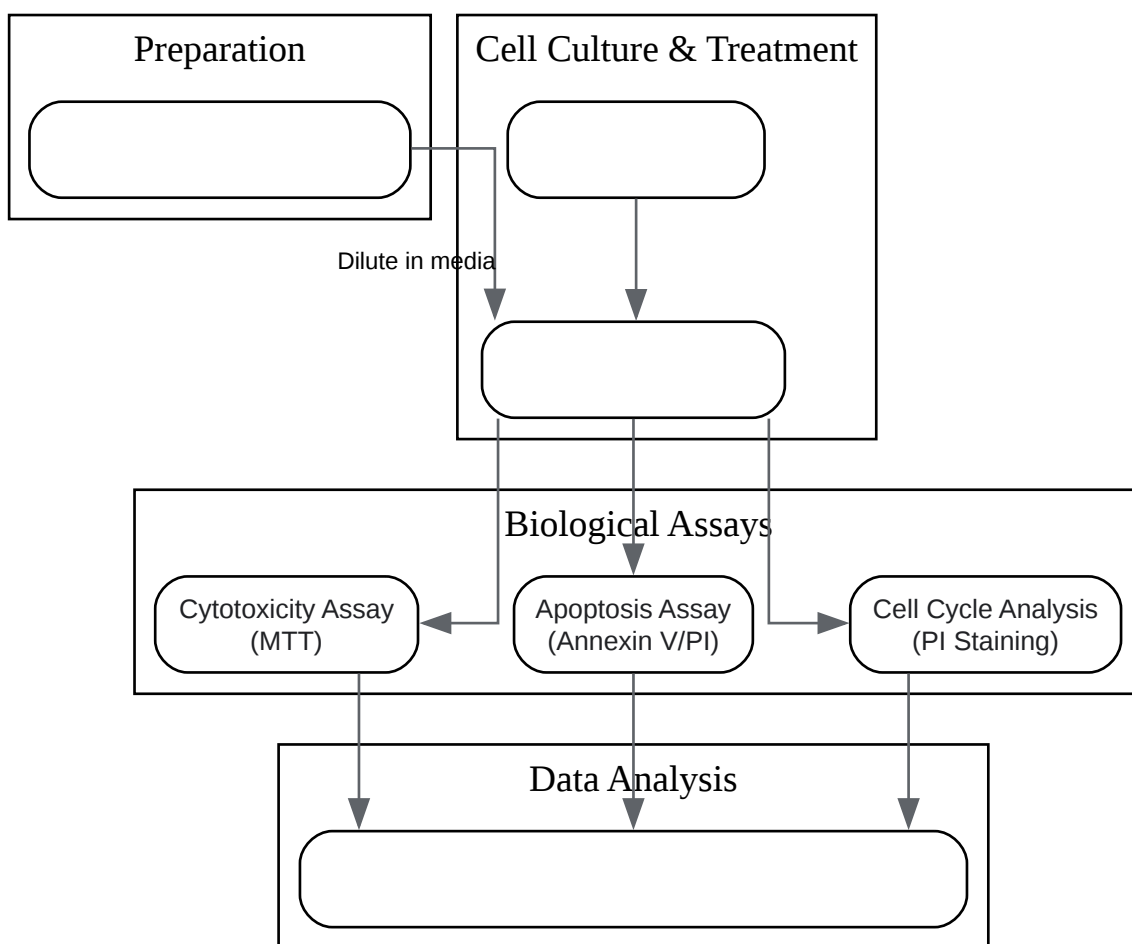 Preparation
Cell Culture & Treatment
Dilute in media
Biological Assays
Cytotoxicity Assay
(MTT)
Apoptosis Assay
(Annexin V/PI)
Cell Cycle Analysis
(PI Staining)
Data Analysis